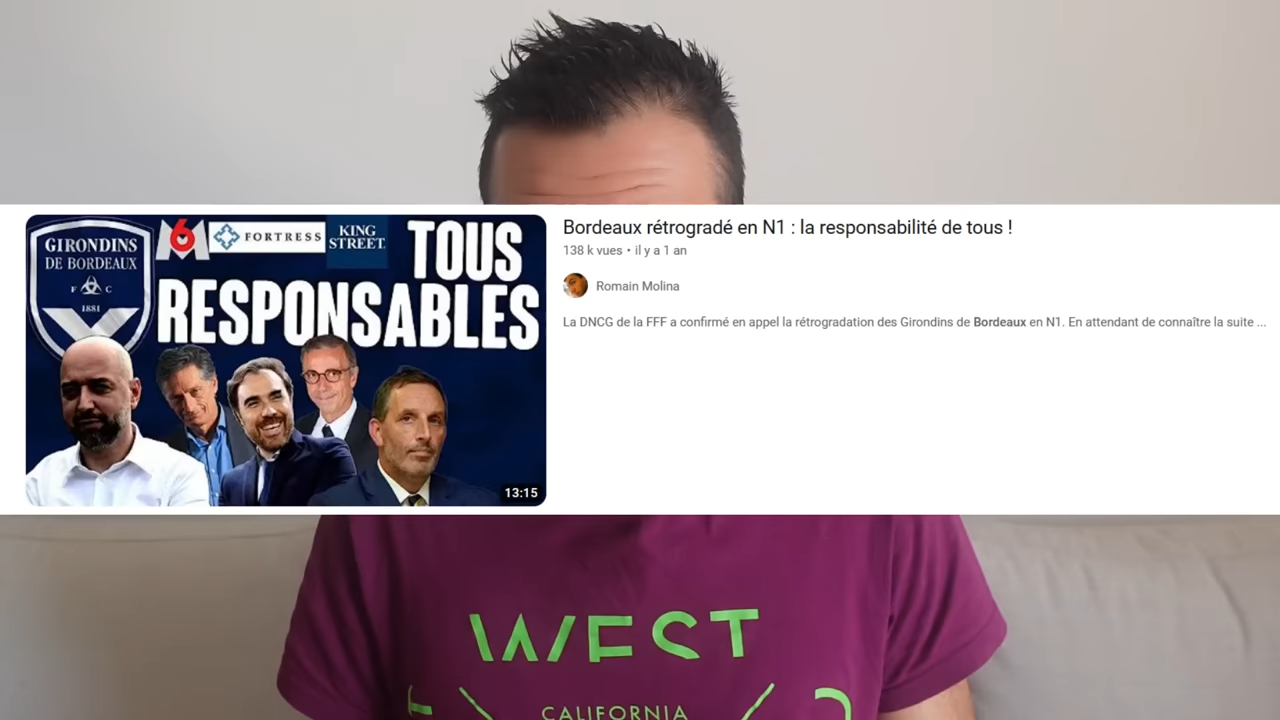 GIRONDINS
DE BORDEAUX
F C
1881
M6
FORTRESS
KING
STREET
TOUS
RESPONSABLES
13:15
Bordeaux rétrogradé en N1 : la responsabilité de tous !
138 k vues • il y a 1 an
Romain Molina
La DNCG de la FFF a confirmé en appel la rétrogradation des Girondins de Bordeaux en N1. En attendant de connaître la suite ...
WEST
CALIFORNIA